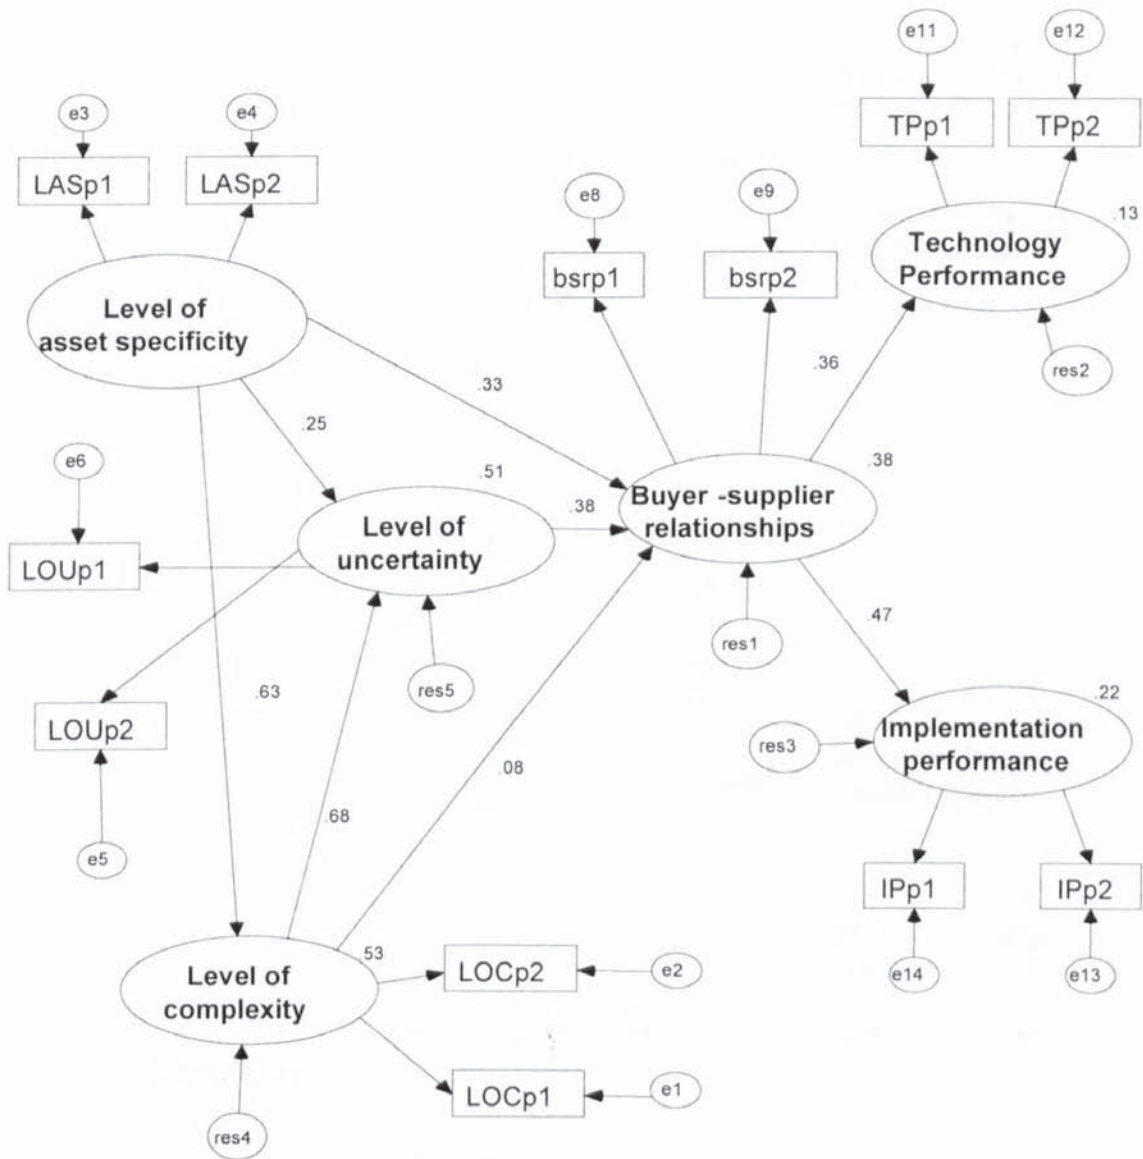 e11
e12
e3
e4
TPp1
TPp2
LASp1
LASp2
e8
e9
.13
Technology
Performance
bsrp1
bsrp2
Level of
asset specificity
.33
.36
res2
.25
e6
.51
.38
.38
Buyer -supplier
relationships
Level of
uncertainty
LOUp1
.47
res1
.63
res5
.22
LOUp2
res3
Implementation
performance
.08
.68
e5
IPp1
IPp2
.53
Level of
complexity
LOCp2
e2
e14
e13
LOCp1
e1
res4